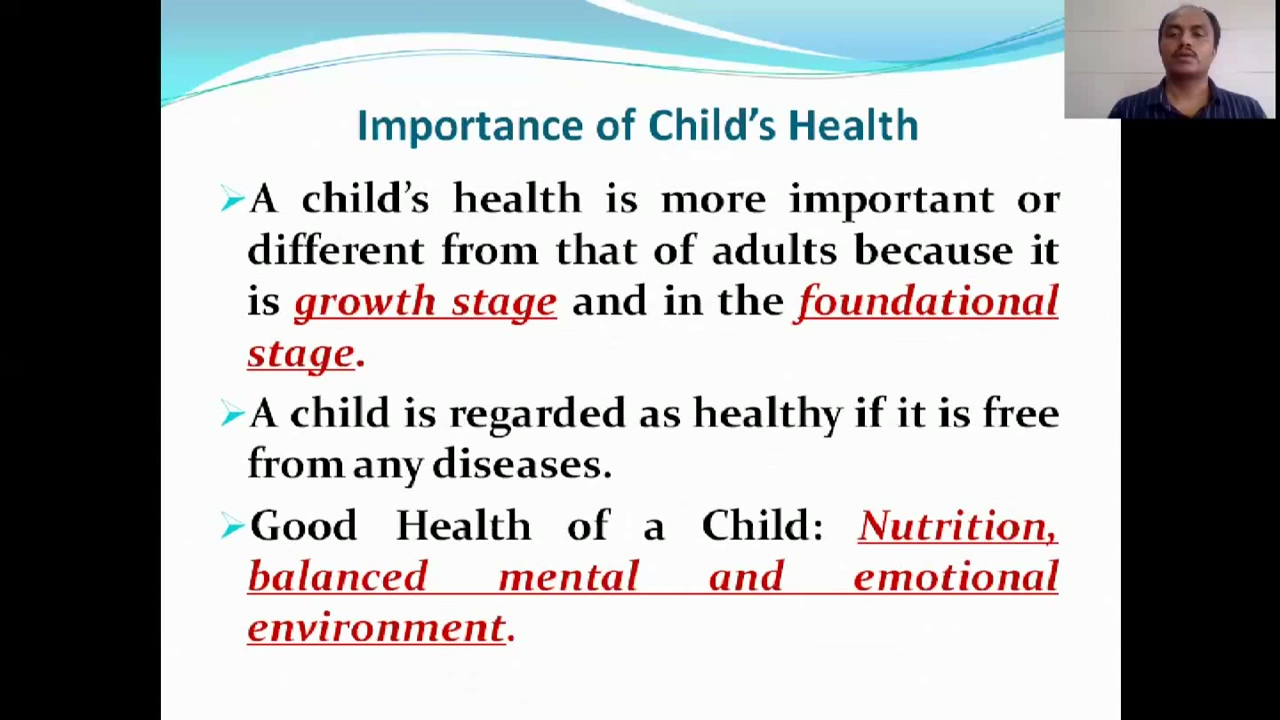 Importance of Child's Health
A child's health is more important or
different from that of adults because it
is growth stage and in the foundational
stage.
A child is regarded as healthy if it is free
from any diseases.
Good Health of a Child: Nutrition,
balanced mental and emotional
environment.